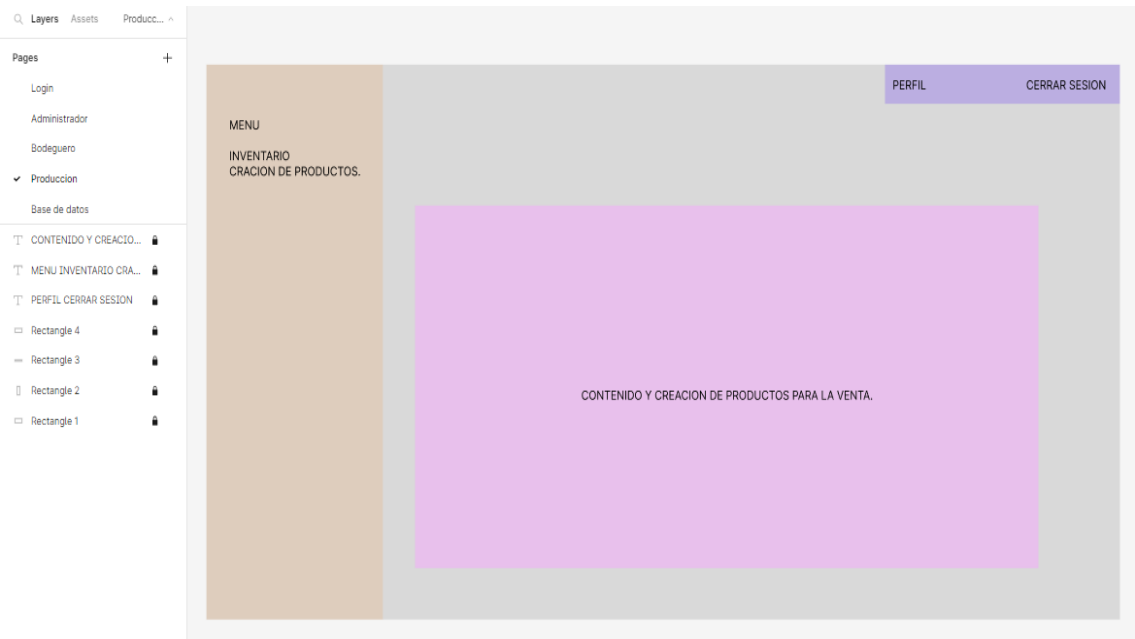 Layers Assets Producc...
Pages
Login
Administrador
Bodeguero
Produccion
Base de datos
CONTENIDO Y CREACIO...
MENU INVENTARIO CRA...
PERFIL CERRAR SESION
Rectangle 4
Rectangle 3
Rectangle 2
Rectangle 1
PERFIL CERRAR SESION
MENU
INVENTARIO
CRACION DE PRODUCTOS.
CONTENIDO Y CREACION DE PRODUCTOS PARA LA VENTA.